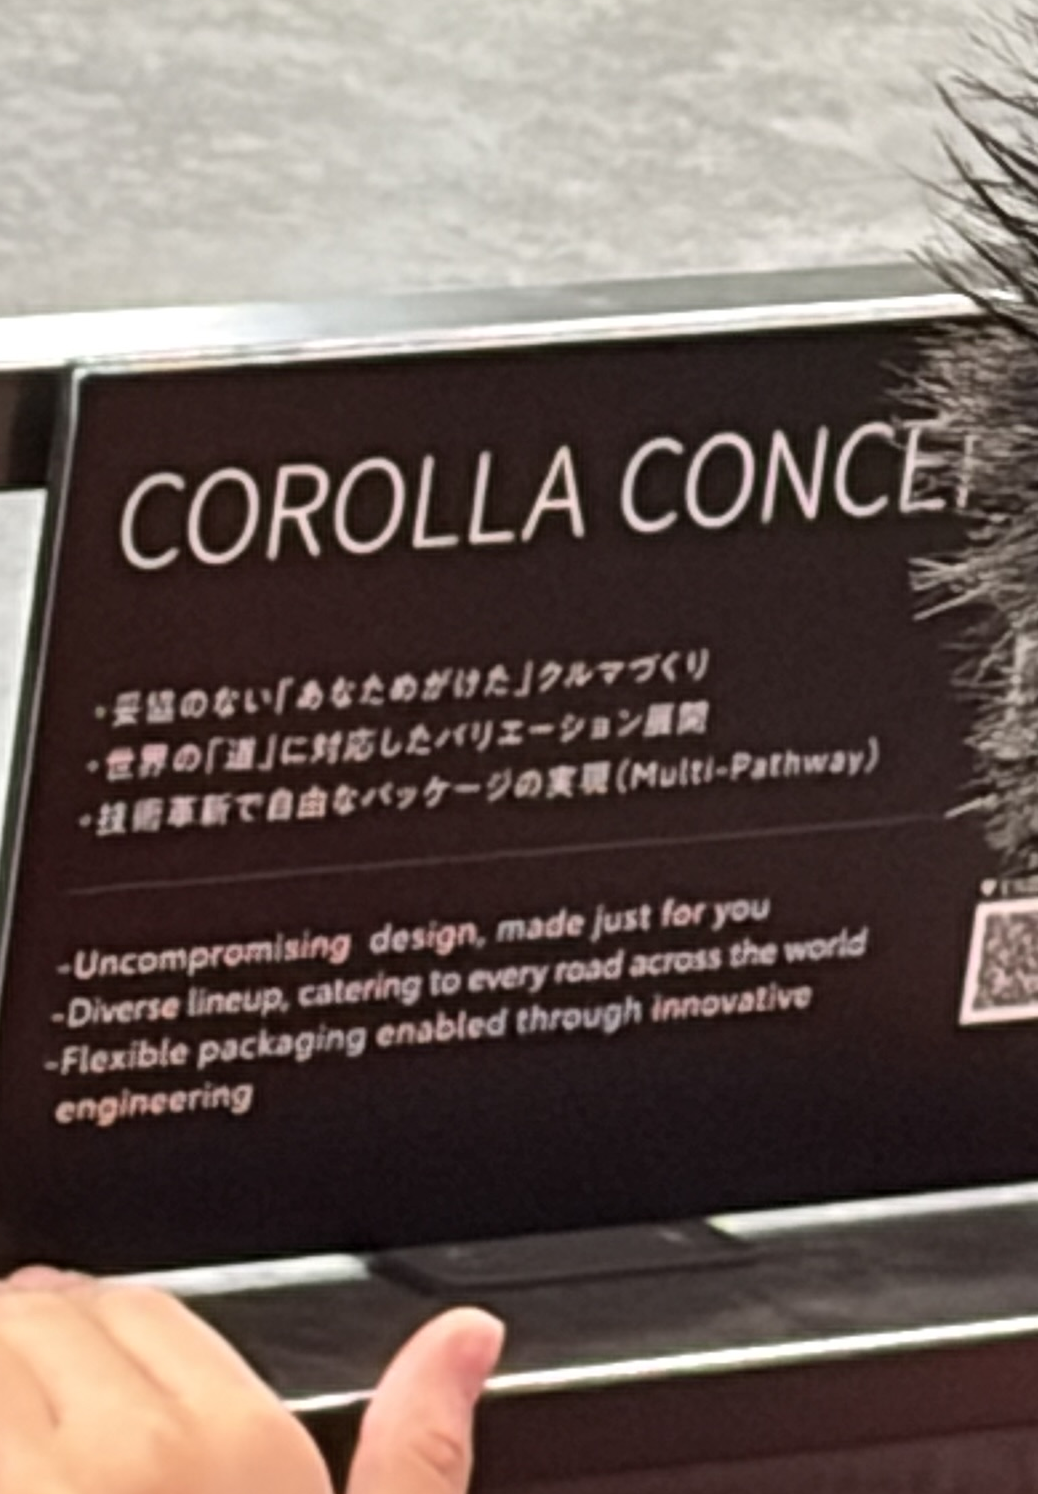 COROLLA CONCE
・妥協のない「あなためがけた」クルマづくり
・世界の「道」に対応したバリエーション展開
・技術革新で自由なパッケージの実現(Multi-Pathway)
-Uncompromising design, made just for you
-Diverse lineup, catering to every road across the world
-Flexible packaging enabled through innovative
engineering